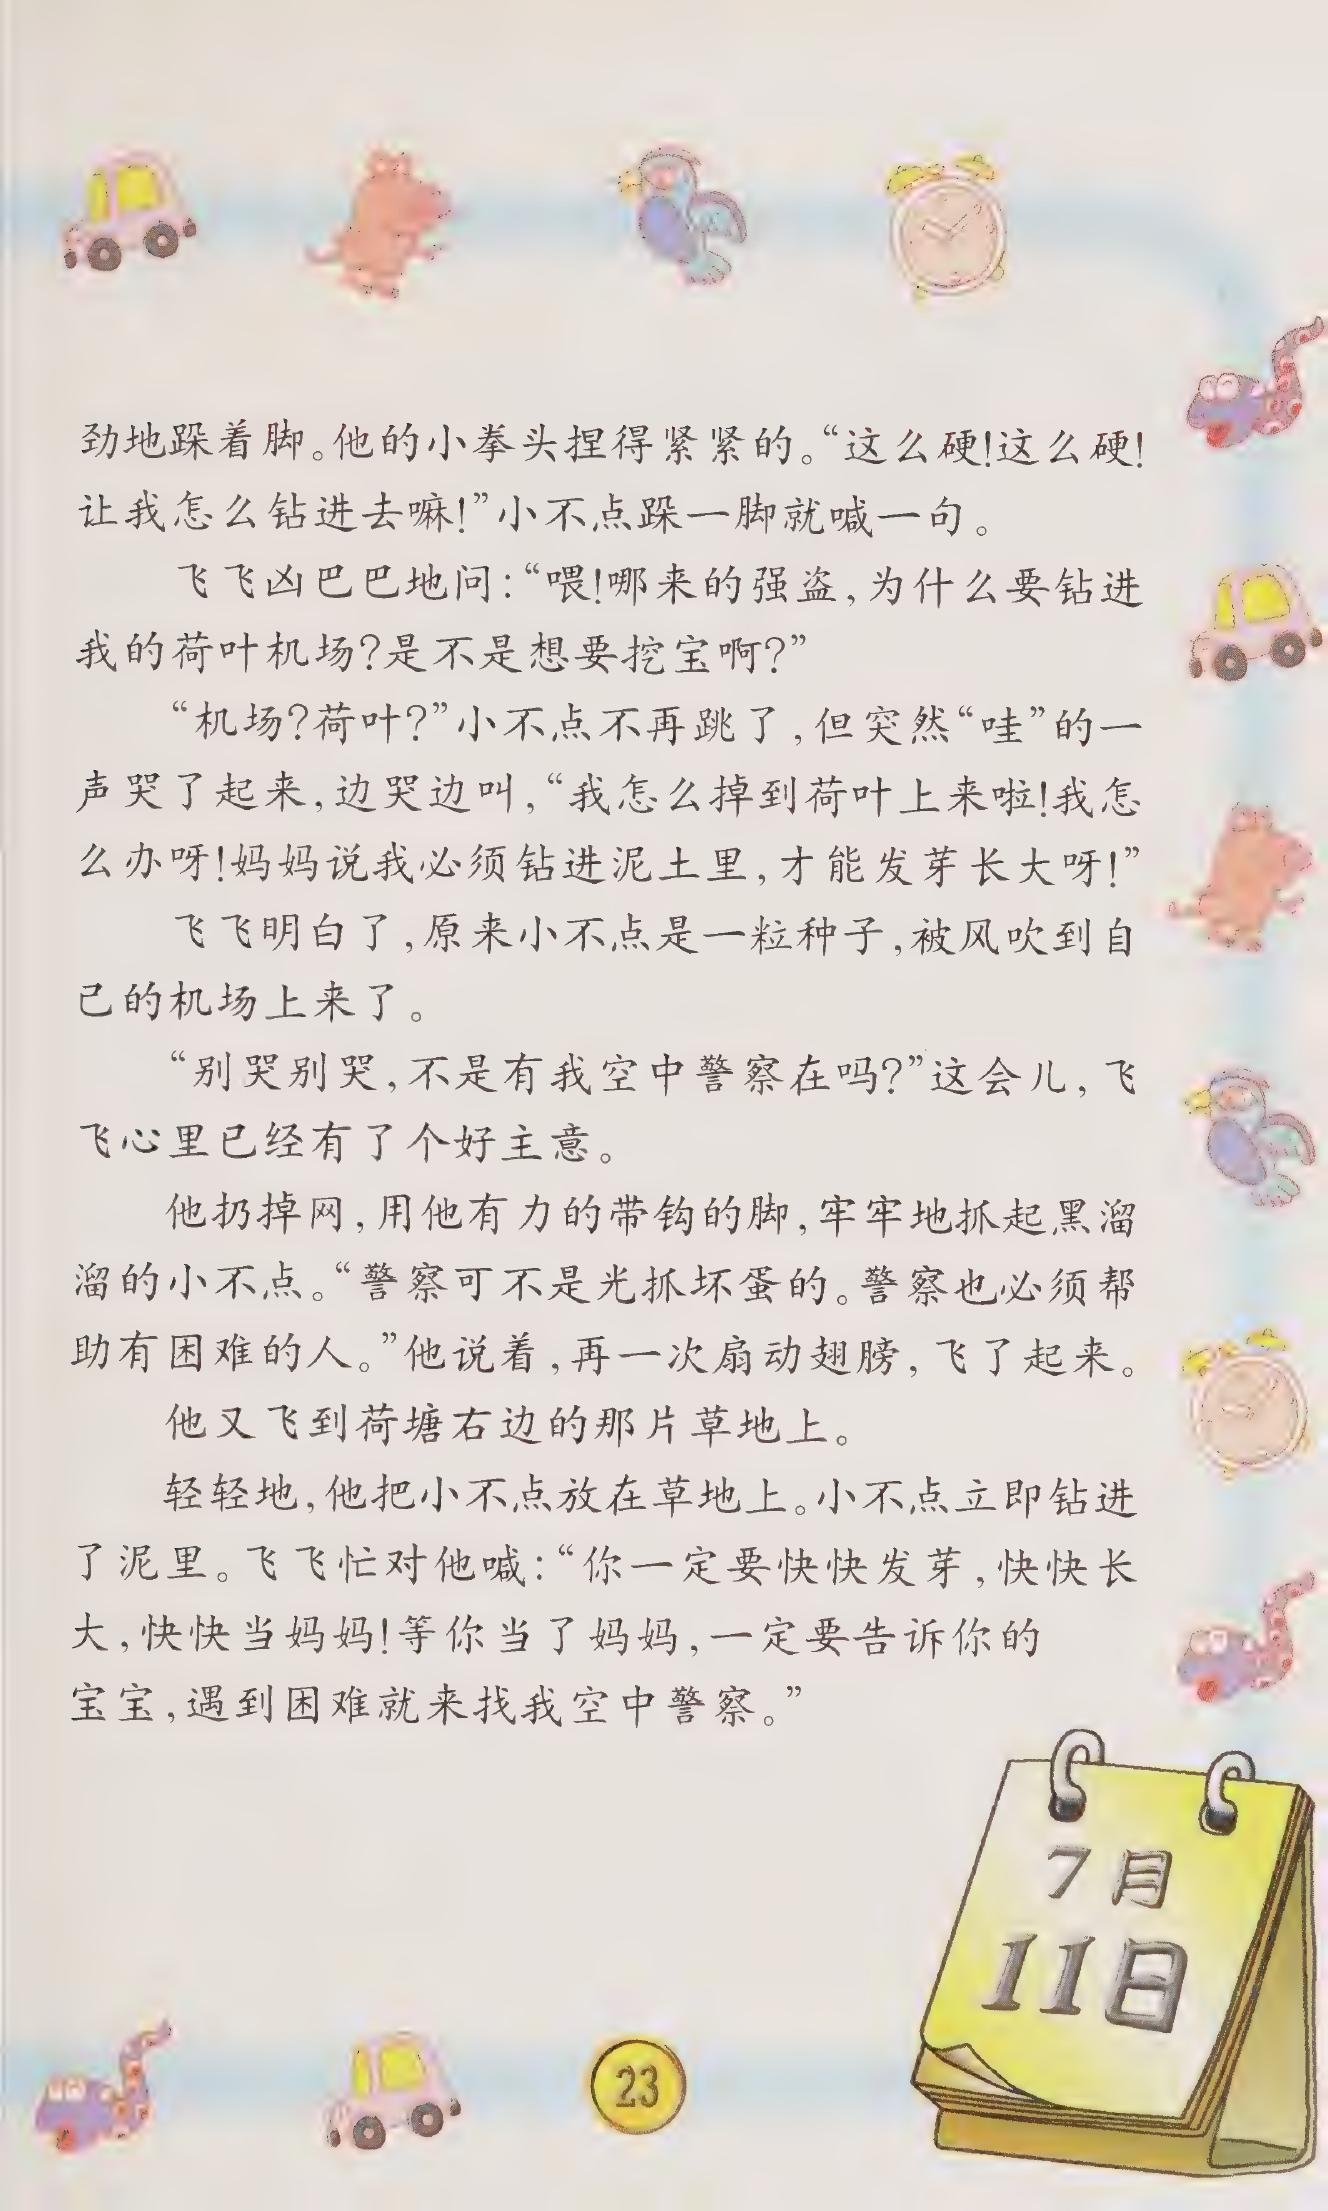 劲地跺着脚。他的小拳头捏得紧紧的。“这么硬!这么硬!
让我怎么钻进去嘛!”小不点跺一脚就喊一句。
飞飞凶巴巴地问:“喂!哪来的强盗,为什么要钻进
我的荷叶机场?是不是想要挖宝啊?”
“机场?荷叶?”小不点不再跳了,但突然“哇”的一
声哭了起来,边哭边叫,“我怎么掉到荷叶上来啦!我怎
么办呀!妈妈说我必须钻进泥土里,才能发芽长大呀!”
飞飞明白了,原来小不点是一粒种子,被风吹到自
己的机场上来了。
“别哭别哭,不是有我空中警察在吗?”这会儿,飞
飞心里已经有了个好主意。
他扔掉网,用他有力的带钩的脚,牢牢地抓起黑溜
溜的小不点。“警察可不是光抓坏蛋的。警察也必须帮
助有困难的人。”他说着,再一次扇动翅膀,飞了起来。
他又飞到荷塘右边的那片草地上。
轻轻地,他把小不点放在草地上。小不点立即钻进
了泥里。飞飞忙对他喊:“你一定要快快发芽,快快长
大,快快当妈妈!等你当了妈妈,一定要告诉你的
宝宝,遇到困难就来找我空中警察。”
7月
11日
23